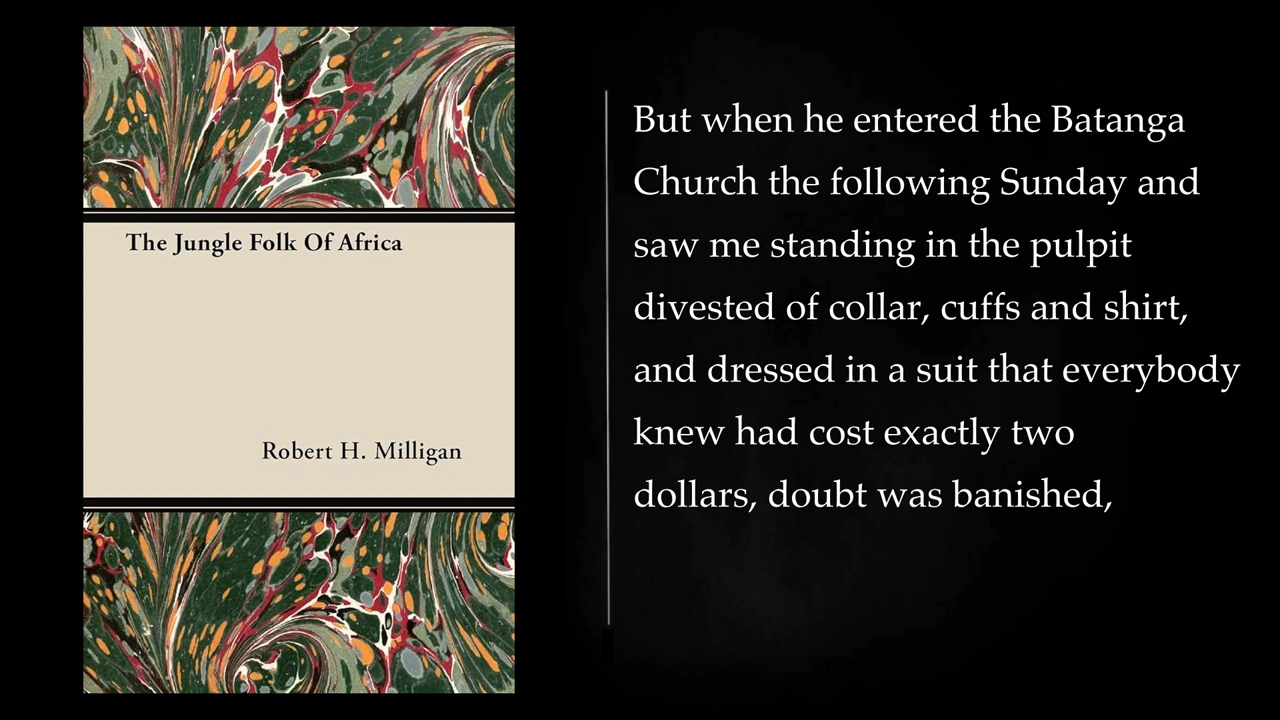 The Jungle Folk Of Africa
Robert H. Milligan
But when he entered the Batanga
Church the following Sunday and
saw me standing in the pulpit
divested of collar, cuffs and shirt,
and dressed in a suit that everybody
knew had cost exactly two
dollars, doubt was banished,